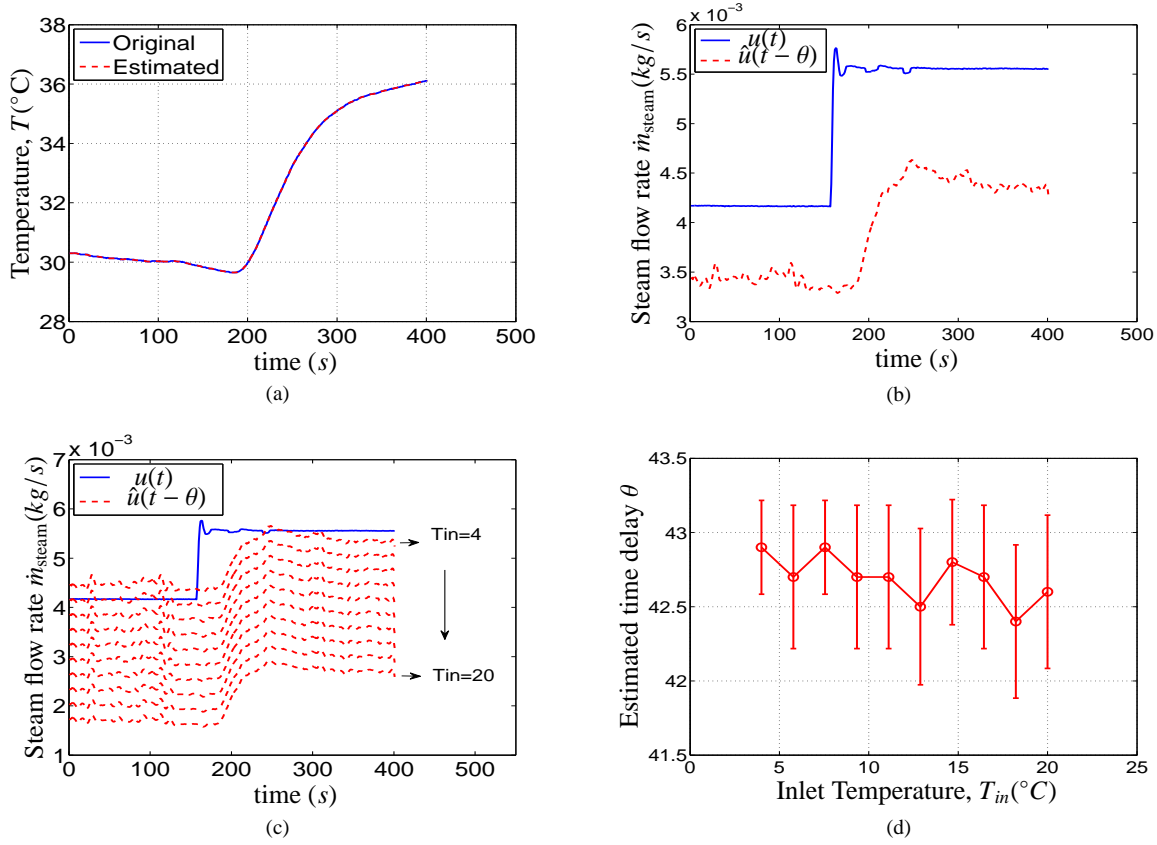 38
36
34
32
30
28
0 100 200 300 400 500
Temperature, T(°C)
time (s)
Original
Estimated
(a)
x 10⁻³
6
5.5
5
4.5
4
3.5
3
0 100 200 300 400 500
Steam flow rate ṁsteam(kg/s)
time (s)
u(t)
û(t − θ)
(b)
x 10⁻³
7
6
5
4
3
2
1
0 100 200 300 400 500
Steam flow rate ṁsteam(kg/s)
time (s)
u(t)
û(t − θ)
Tin=4
Tin=20
(c)
43.5
43
42.5
42
41.5
0 5 10 15 20 25
Estimated time delay θ
Inlet Temperature, Tin(°C)
(d)